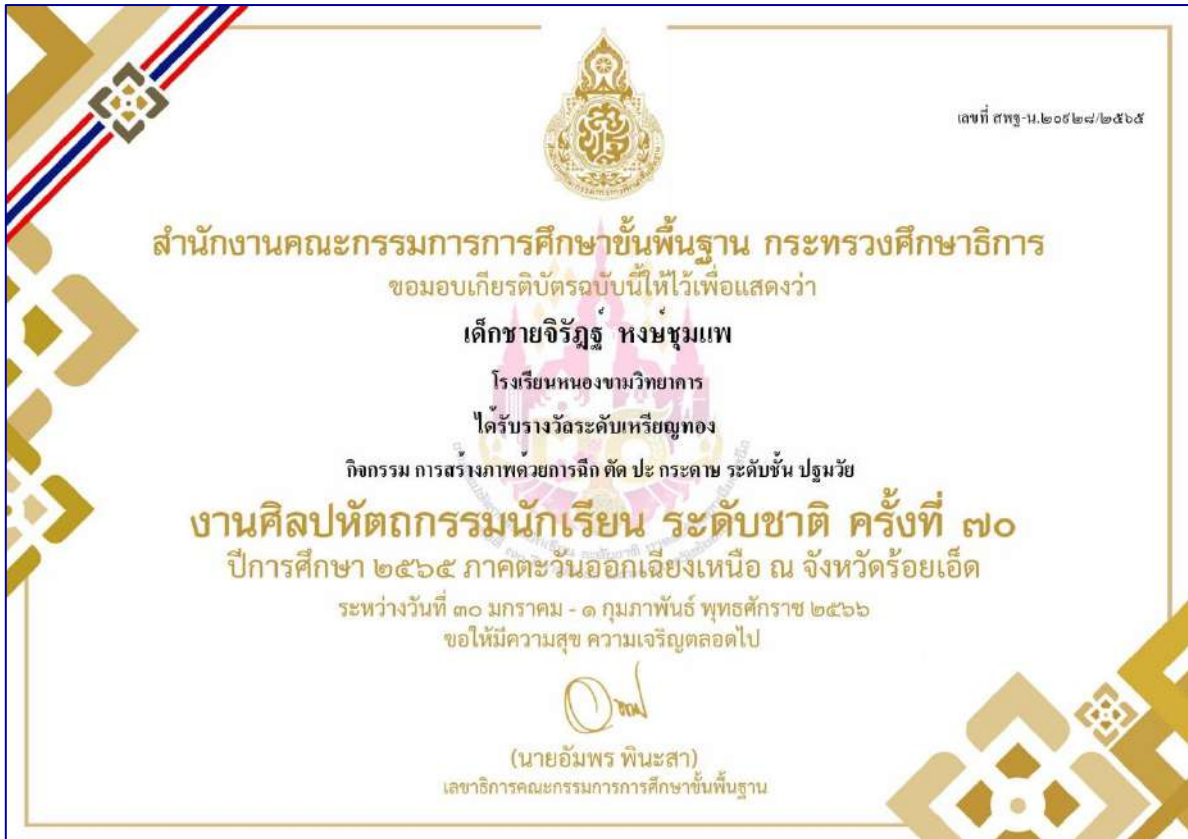 เลขที่ สพฐ-น.๒๐๙๒๘/๒๕๖๕
สำนักงานคณะกรรมการการศึกษาขั้นพื้นฐาน กระทรวงศึกษาธิการ
ขอมอบเกียรติบัตรฉบับนี้ให้ไว้เพื่อแสดงว่า
เด็กชายจิรัฎฐ์ หงษ์ชุมแพ
โรงเรียนหนองขามวิทยาการ
ได้รับรางวัลระดับเหรียญทอง
กิจกรรม การสร้างภาพด้วยการฉีก ตัด ปะ กระดาษ ระดับชั้น ปฐมวัย
งานศิลปหัตถกรรมนักเรียน ระดับชาติ ครั้งที่ ๗๐
ปีการศึกษา ๒๕๖๕ ภาคตะวันออกเฉียงเหนือ ณ จังหวัดร้อยเอ็ด
ระหว่างวันที่ ๓๐ มกราคม - ๑ กุมภาพันธ์ พุทธศักราช ๒๕๖๖
ขอให้มีความสุข ความเจริญตลอดไป
(นายอัมพร พินะสา)
เลขาธิการคณะกรรมการการศึกษาขั้นพื้นฐาน